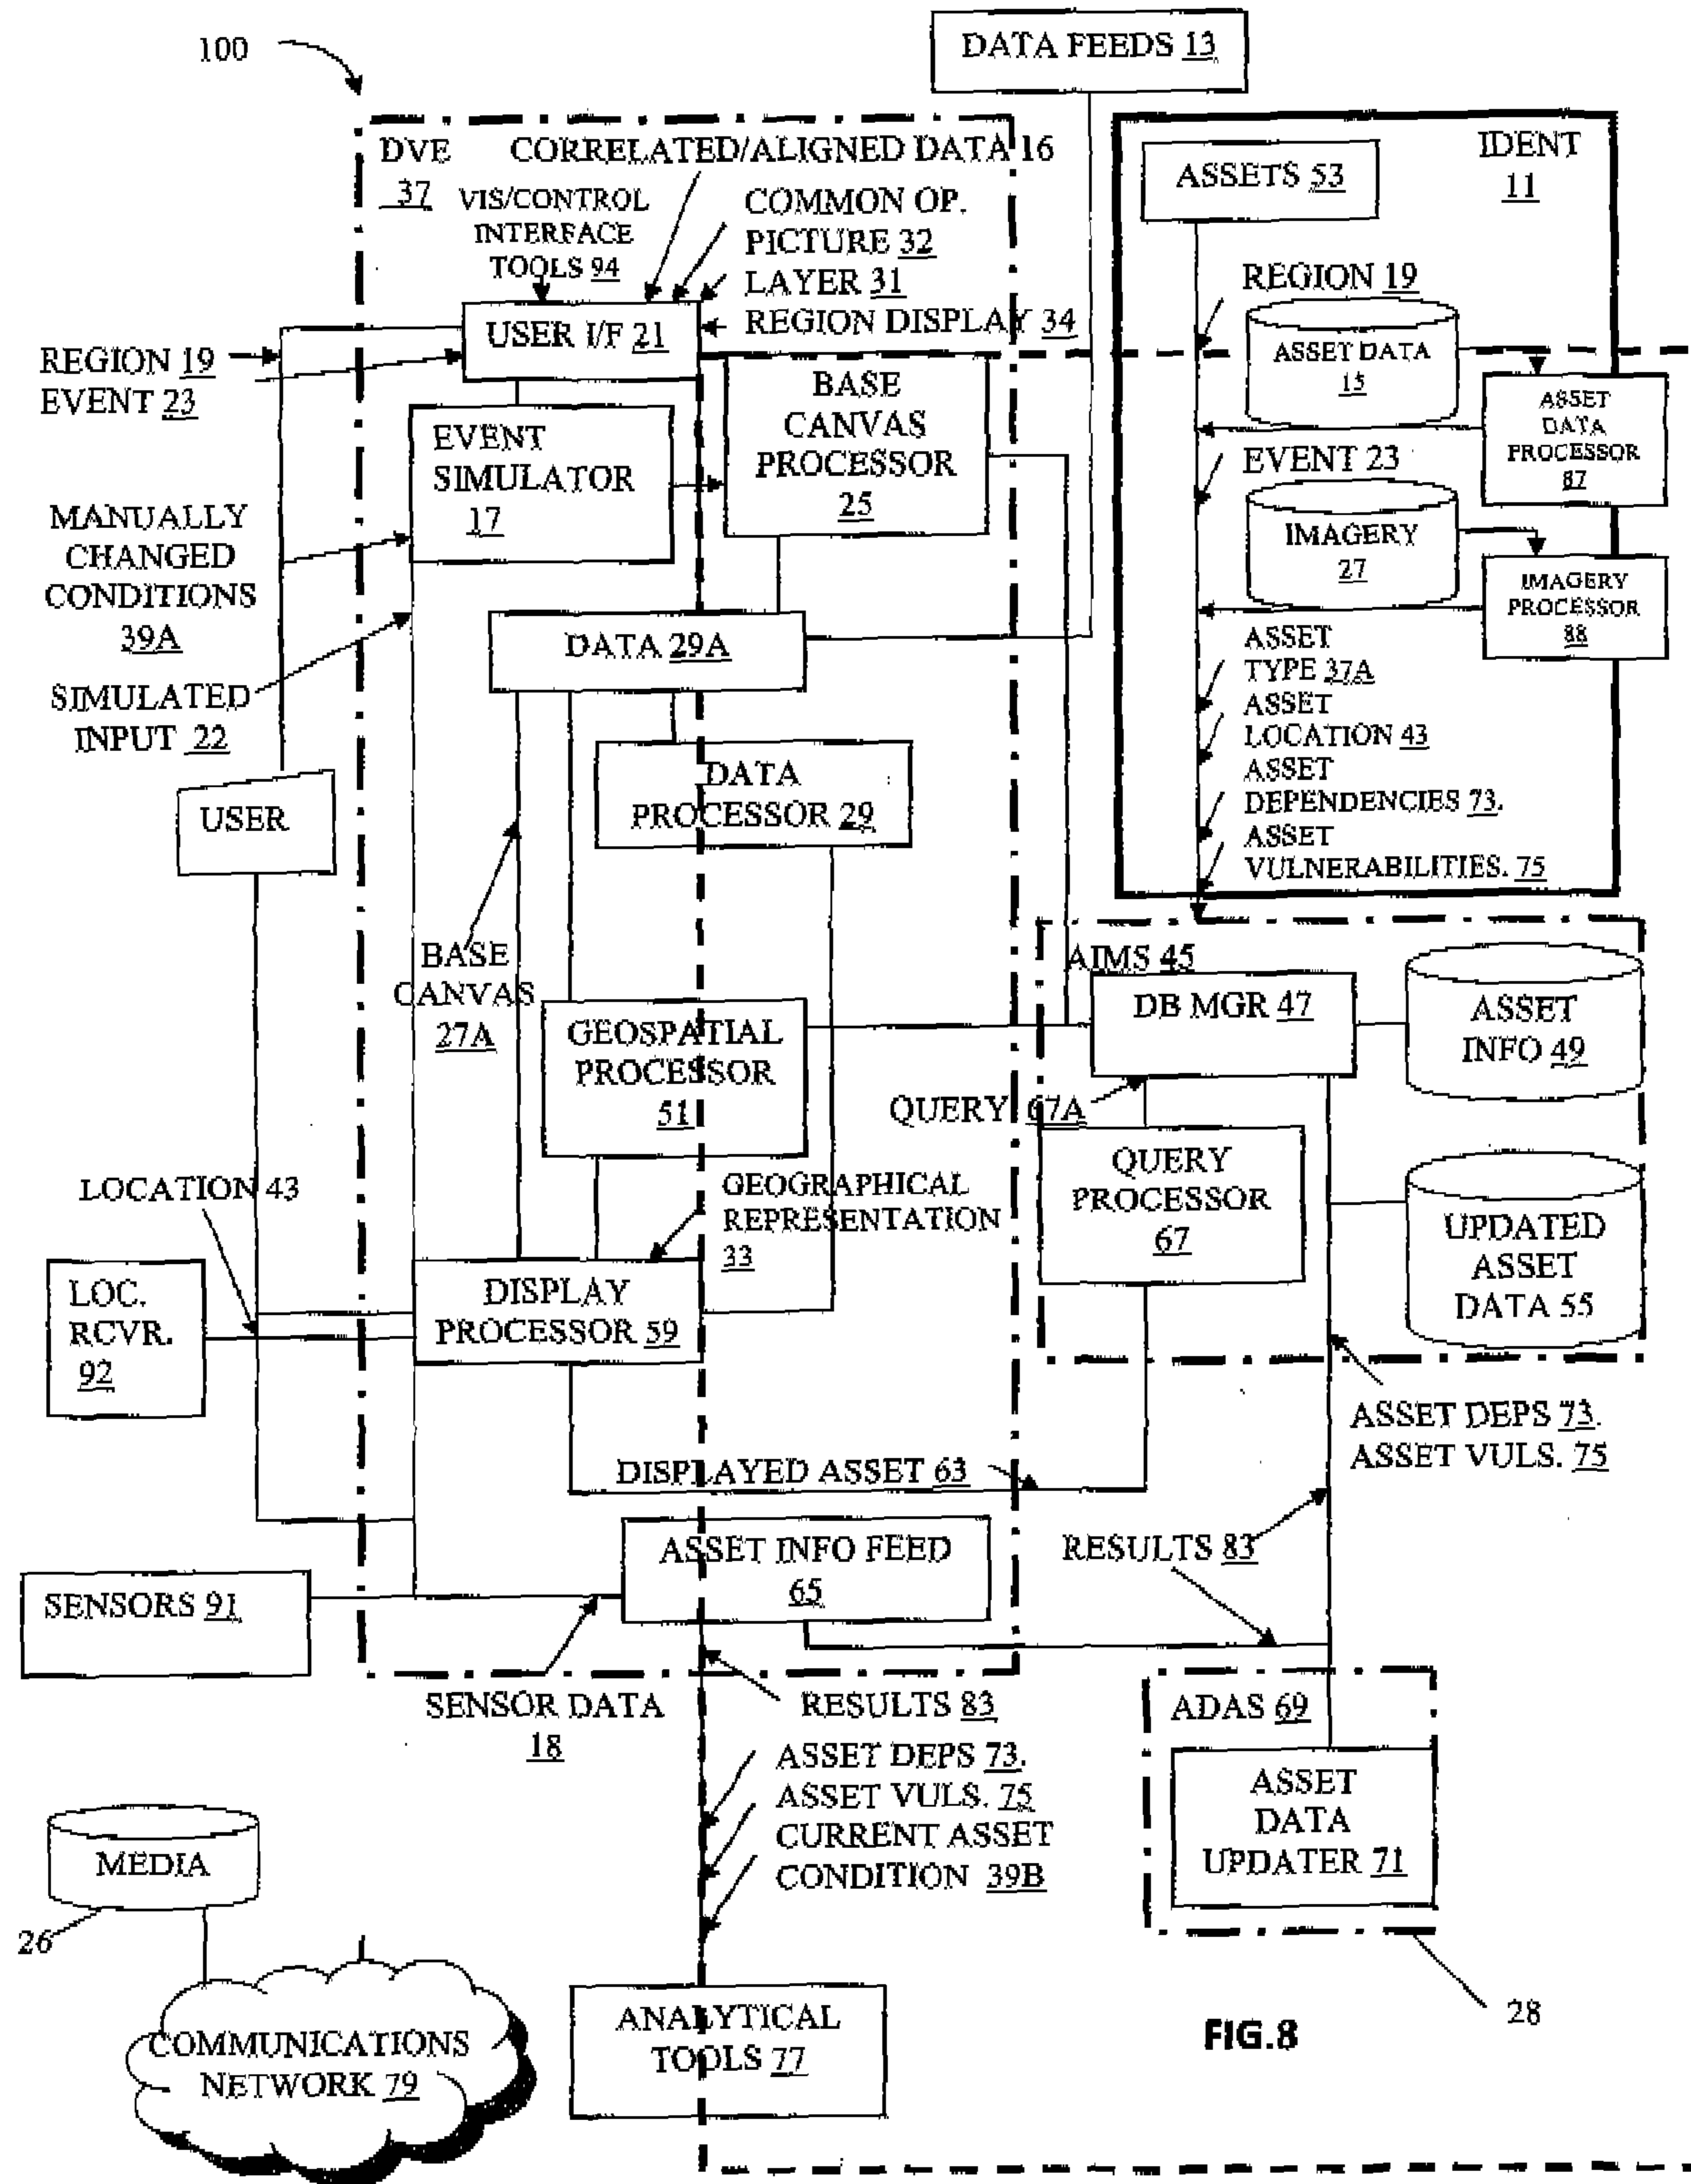 100
DATA FEEDS 13
DVE
37
CORRELATED/ALIGNED DATA 16
VIS/CONTROL
INTERFACE
TOOLS 94
COMMON OP.
PICTURE 32
LAYER 31
REGION DISPLAY 34
USER I/F 21
REGION 19
EVENT 23
IDENT
11
ASSETS 53
REGION 19
ASSET DATA
15
ASSET
DATA
PROCESSOR
87
EVENT 23
IMAGERY
27
IMAGERY
PROCESSOR
88
ASSET
TYPE 37A
ASSET
LOCATION 43
ASSET
DEPENDENCIES 73.
ASSET
VULNERABILITIES. 75
EVENT
SIMULATOR
17
BASE
CANVAS
PROCESSOR
25
MANUALLY
CHANGED
CONDITIONS
39A
SIMULATED
INPUT 22
DATA 29A
DATA
PROCESSOR 29
USER
BASE
CANVAS
27A
GEOSPATIAL
PROCESSOR
51
AIMS 45
DB MGR 47
ASSET
INFO 49
QUERY 67A
QUERY
PROCESSOR
67
UPDATED
ASSET
DATA 55
LOCATION 43
GEOGRAPHICAL
REPRESENTATION
33
LOC.
RCVR.
92
DISPLAY
PROCESSOR 59
ASSET DEPS 73.
ASSET VULS. 75
DISPLAYED ASSET 63
RESULTS 83
ASSET INFO FEED
65
SENSORS 91
SENSOR DATA
18
RESULTS 83
ASSET DEPS 73.
ASSET VULS. 75
CURRENT ASSET
CONDITION 39B
ADAS 69
ASSET
DATA
UPDATER 71
28
MEDIA
26
COMMUNICATIONS
NETWORK 79
ANALYTICAL
TOOLS 77
FIG.8